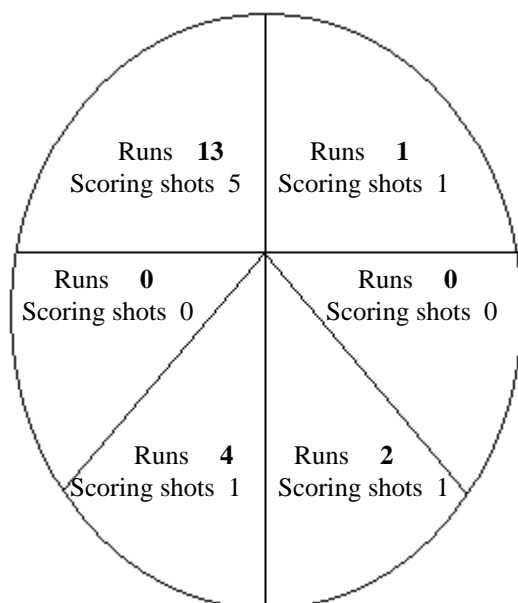 Runs 13
Scoring shots 5
Runs 1
Scoring shots 1
Runs 0
Scoring shots 0
Runs 0
Scoring shots 0
Runs 4
Scoring shots 1
Runs 2
Scoring shots 1